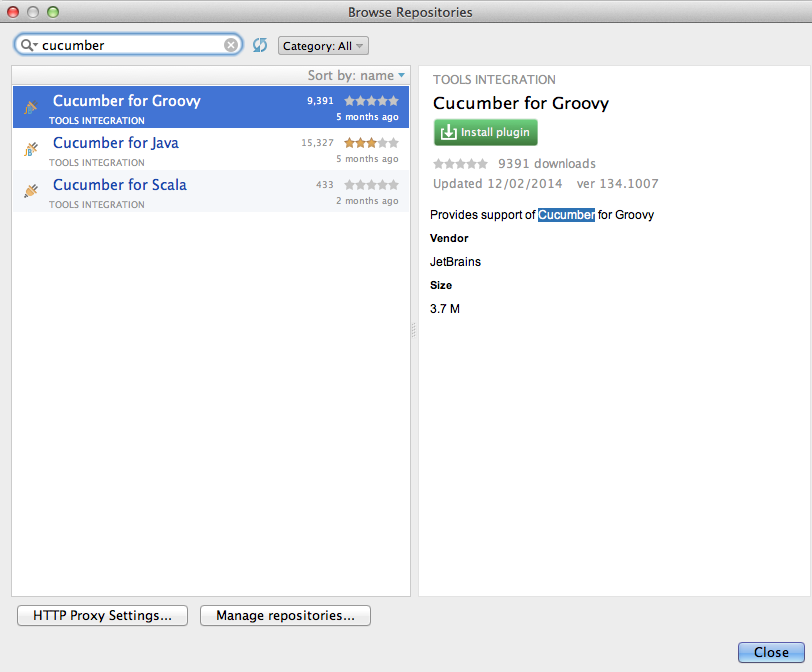 Browse Repositories
cucumber
Category: All
Sort by: name
Cucumber for Groovy 9,391
TOOLS INTEGRATION 5 months ago
Cucumber for Java 15,327
TOOLS INTEGRATION 5 months ago
Cucumber for Scala 433
TOOLS INTEGRATION 2 months ago
TOOLS INTEGRATION
Cucumber for Groovy
Install plugin
9391 downloads
Updated 12/02/2014 ver 134.1007
Provides support of Cucumber for Groovy
Vendor
JetBrains
Size
3.7 M
HTTP Proxy Settings...
Manage repositories...
Close